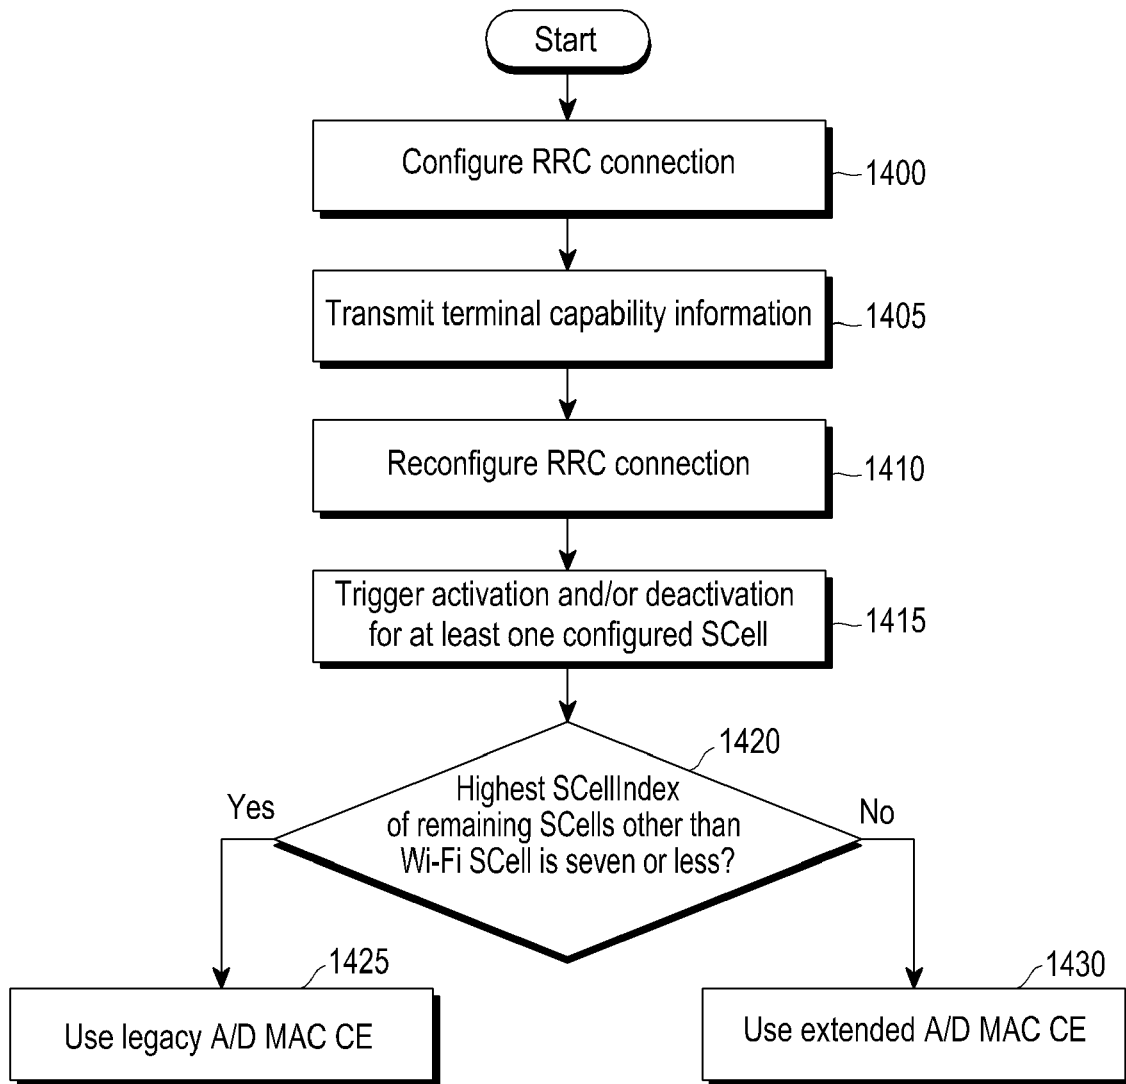 Start
Configure RRC connection
1400
Transmit terminal capability information
1405
Reconfigure RRC connection
1410
Trigger activation and/or deactivation
for at least one configured SCell
1415
1420
Highest SCellIndex
of remaining SCells other than
Wi-Fi SCell is seven or less?
Yes
No
1425
Use legacy A/D MAC CE
1430
Use extended A/D MAC CE